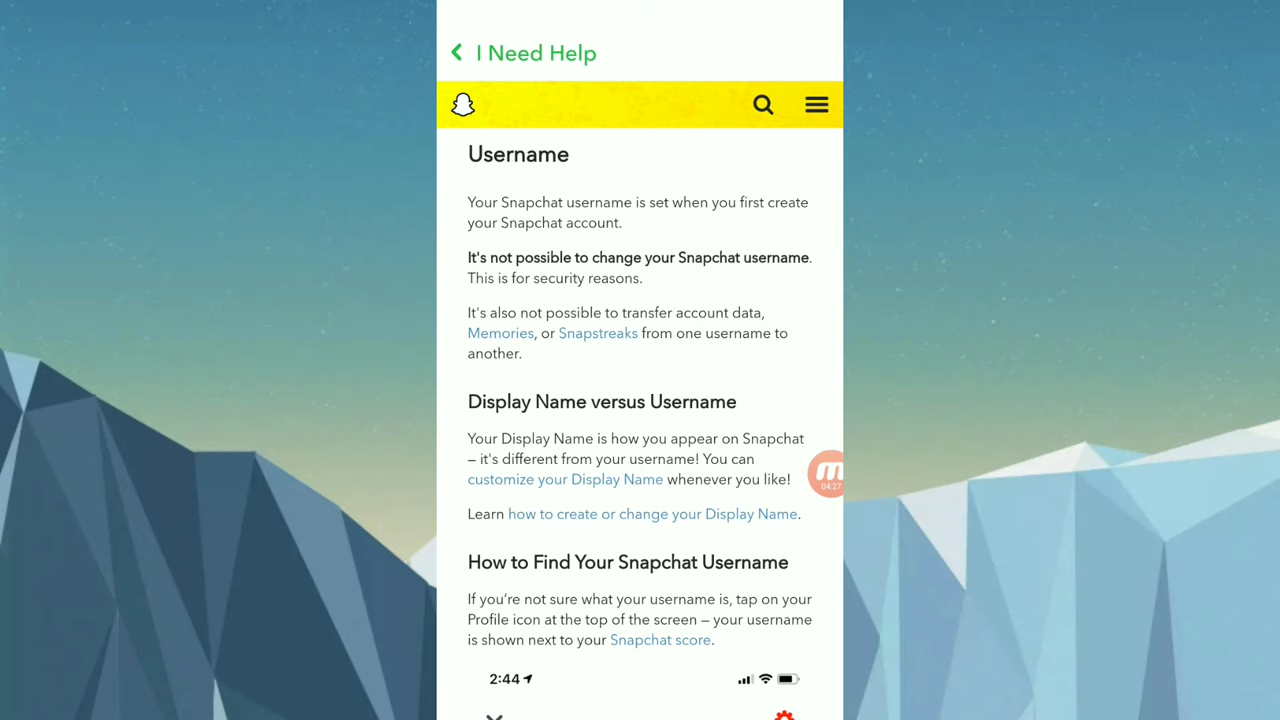 I Need Help
Username
Your Snapchat username is set when you first create
your Snapchat account.
It's not possible to change your Snapchat username.
This is for security reasons.
It's also not possible to transfer account data,
Memories, or Snapstreaks from one username to
another.
Display Name versus Username
Your Display Name is how you appear on Snapchat
– it's different from your username! You can
customize your Display Name whenever you like!
04:27
Learn how to create or change your Display Name.
How to Find Your Snapchat Username
If you’re not sure what your username is, tap on your
Profile icon at the top of the screen – your username
is shown next to your Snapchat score.
2:44